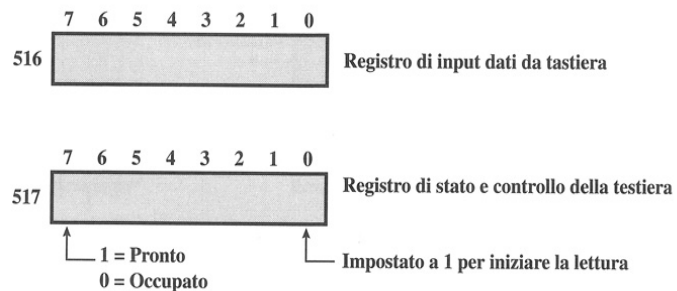 7 6 5 4 3 2 1 0
516 Registro di input dati da tastiera
7 6 5 4 3 2 1 0
517 Registro di stato e controllo della testiera
1 = Pronto
0 = Occupato
Impostato a 1 per iniziare la lettura